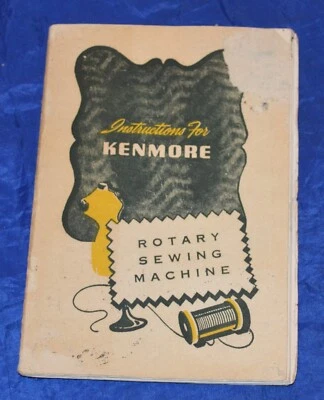 Instructions For
KENMORE
ROTARY
SEWING
MACHINE